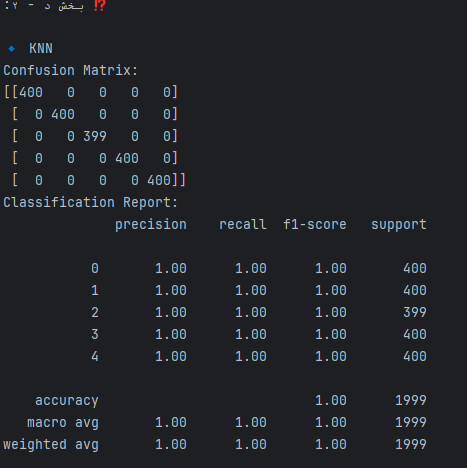 ⁉️ بخش د - ۲:
🔹 KNN
Confusion Matrix:
[[400   0   0   0   0]
 [  0 400   0   0   0]
 [  0   0 399   0   0]
 [  0   0   0 400   0]
 [  0   0   0   0 400]]
Classification Report:
              precision    recall  f1-score   support
           0       1.00      1.00      1.00       400
           1       1.00      1.00      1.00       400
           2       1.00      1.00      1.00       399
           3       1.00      1.00      1.00       400
           4       1.00      1.00      1.00       400
    accuracy                           1.00      1999
   macro avg       1.00      1.00      1.00      1999
weighted avg       1.00      1.00      1.00      1999